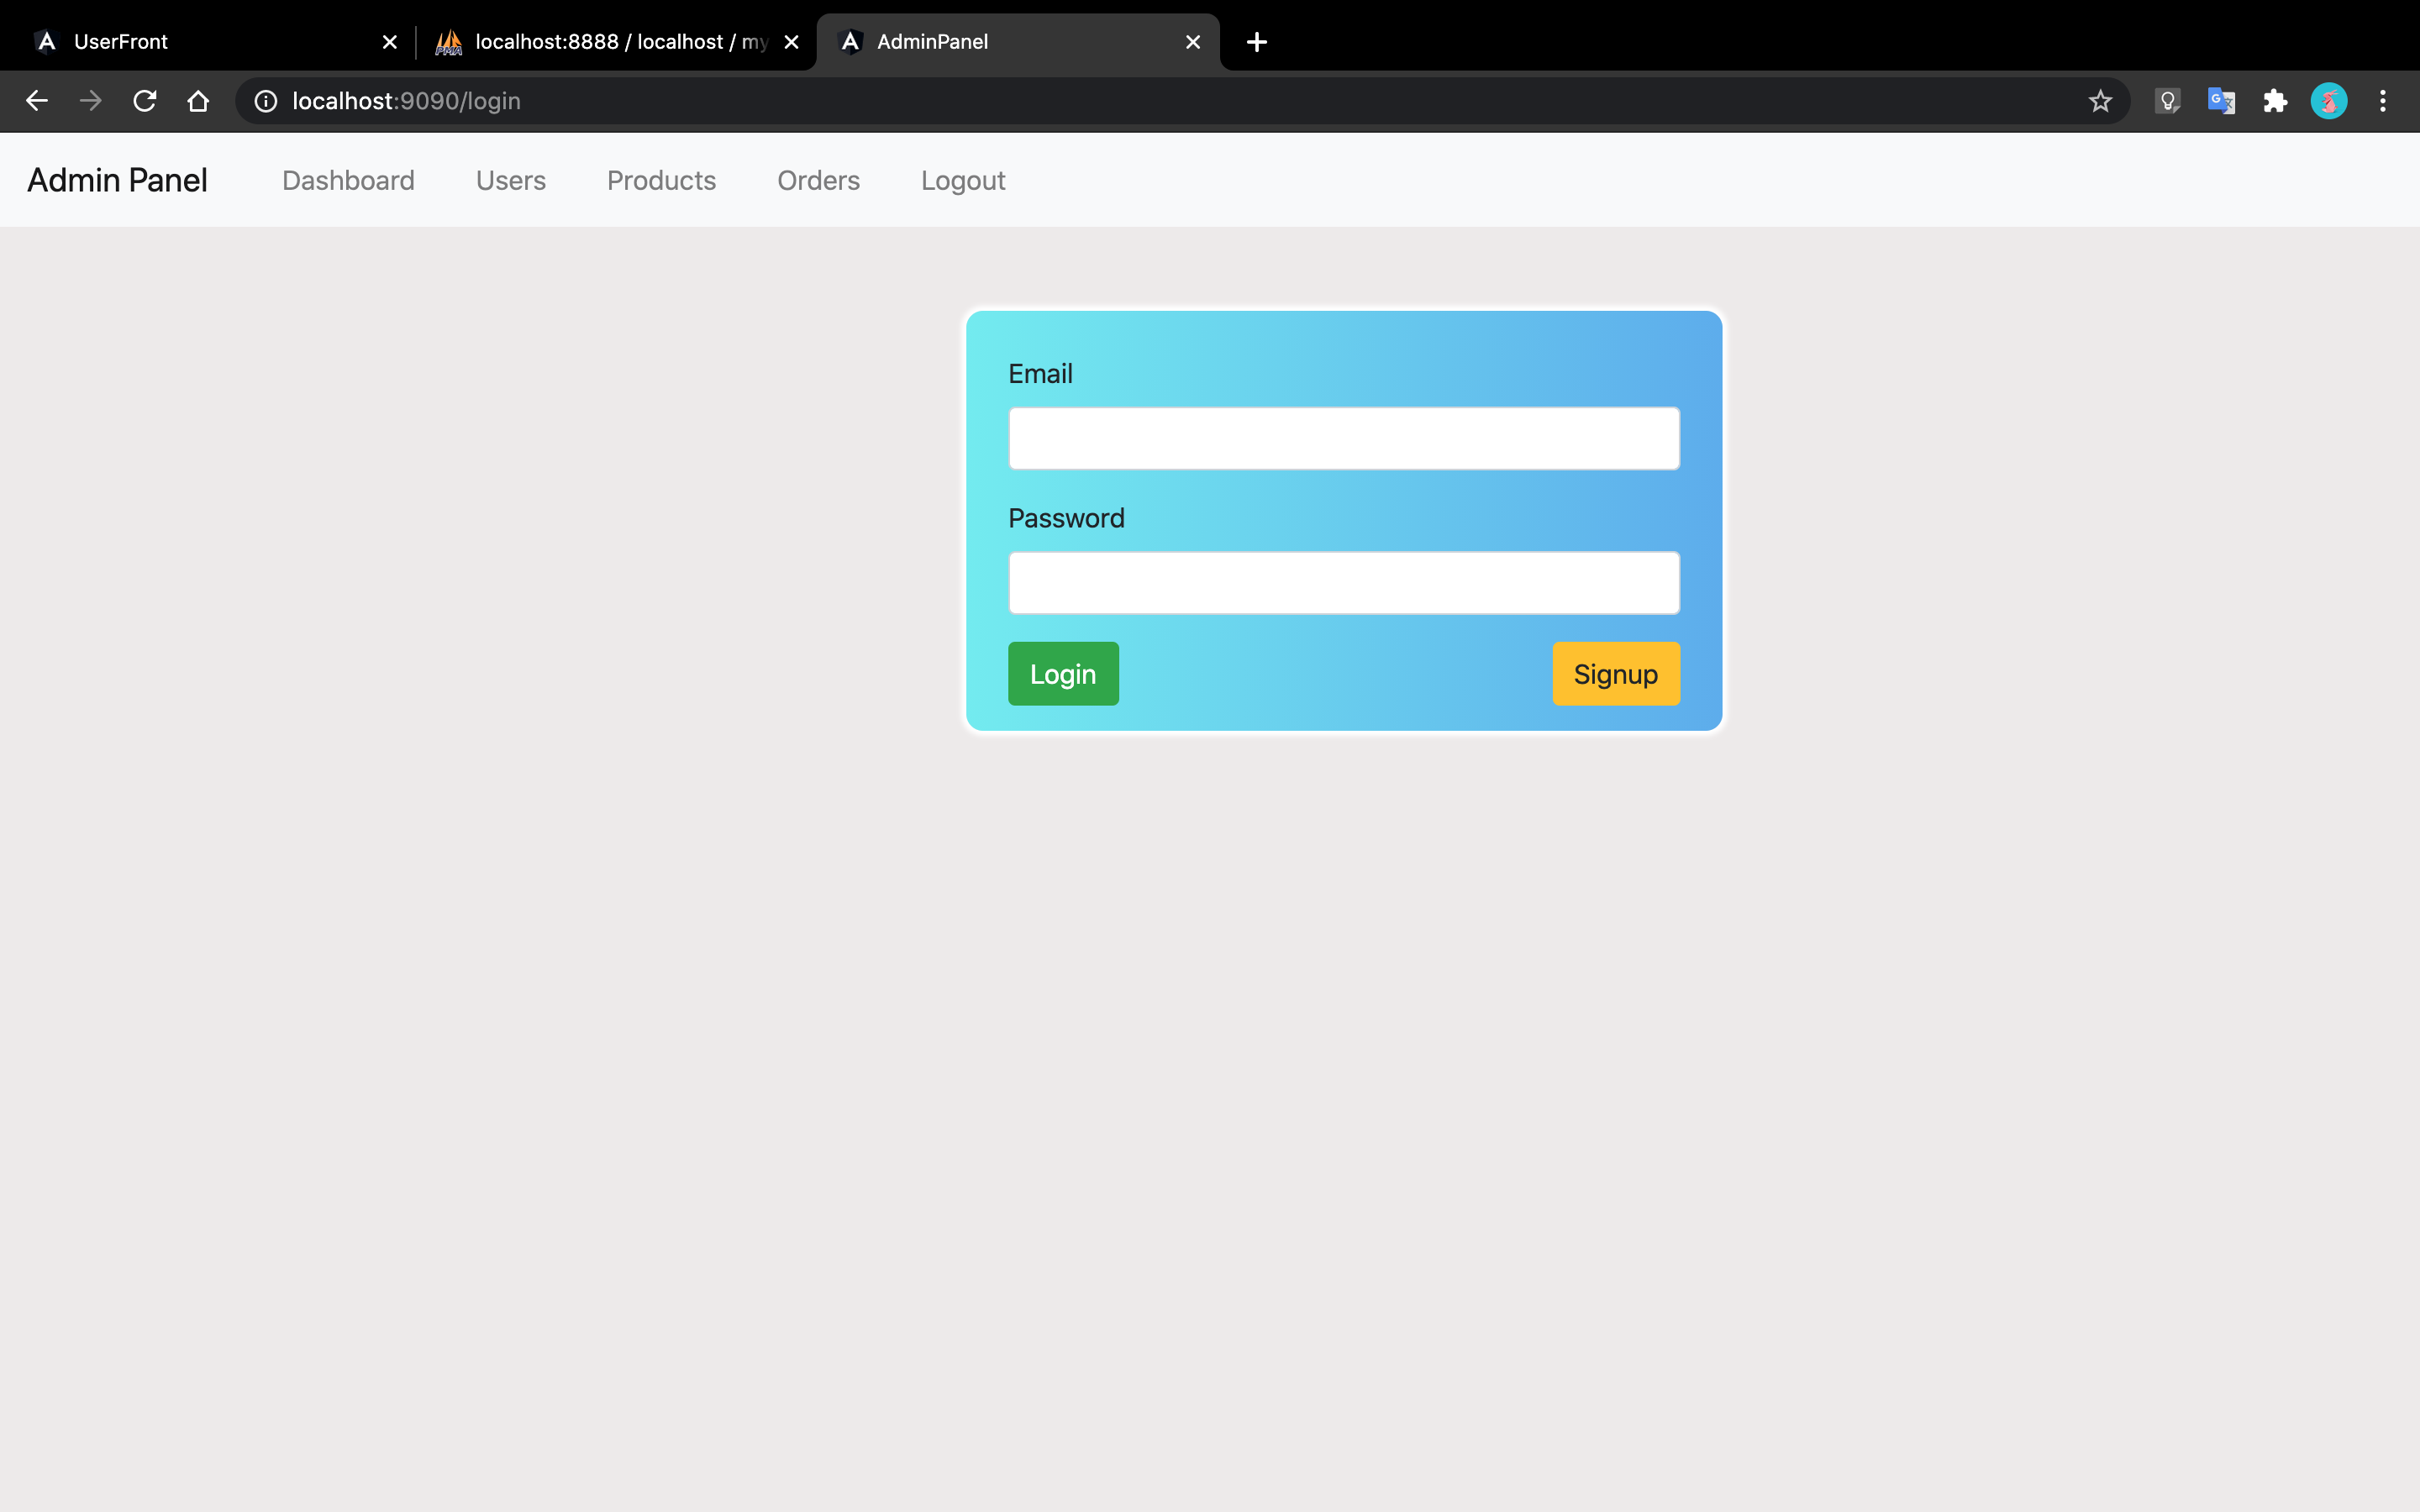 UserFront
localhost:8888 / localhost / my
AdminPanel
localhost:9090/login
Admin Panel Dashboard Users Products Orders Logout
Email
Password
Login Signup